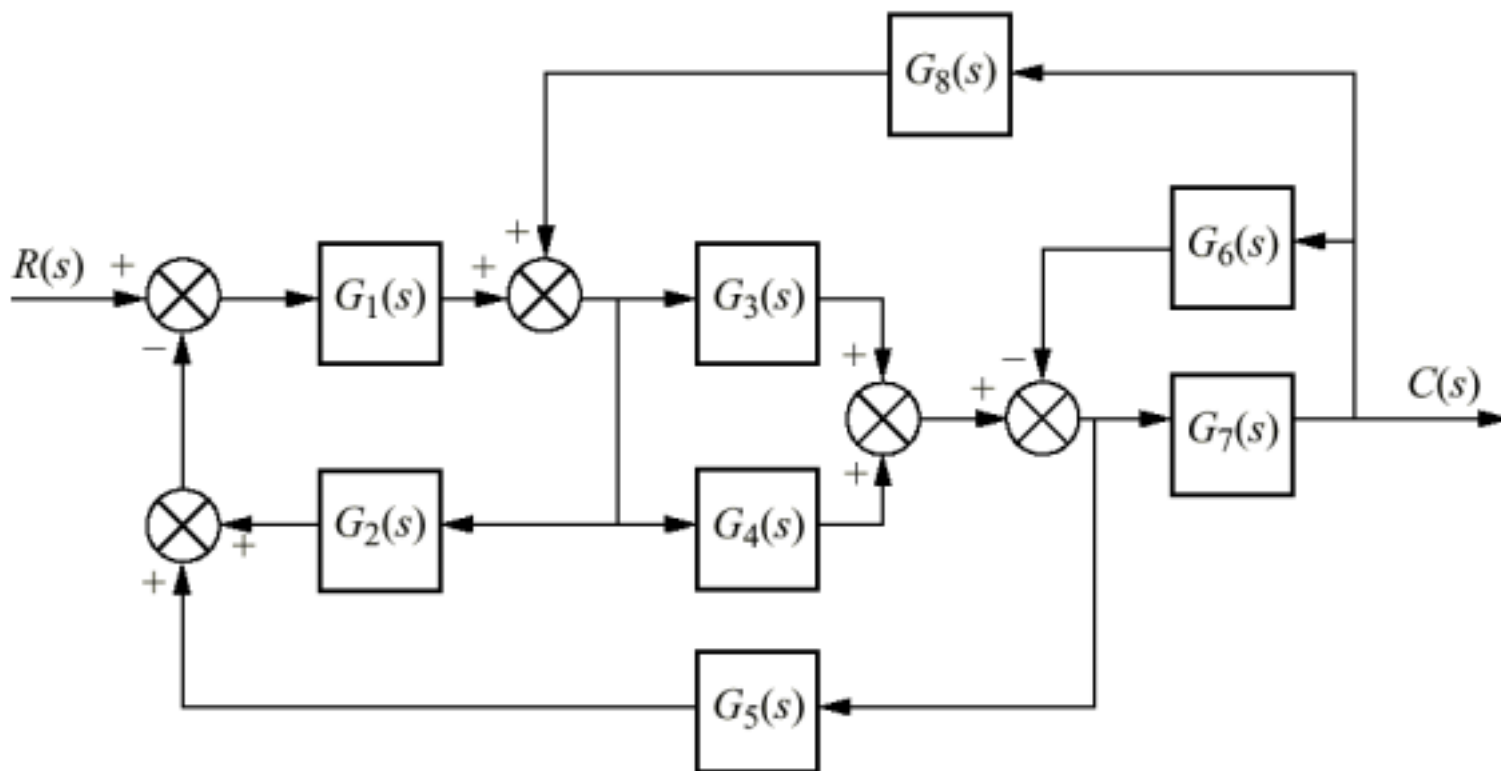 G8(s)
G6(s)
R(s) + G1(s) + + G3(s)
−
+ + − G7(s) C(s)
+
G2(s) + G4(s)
+
G5(s)